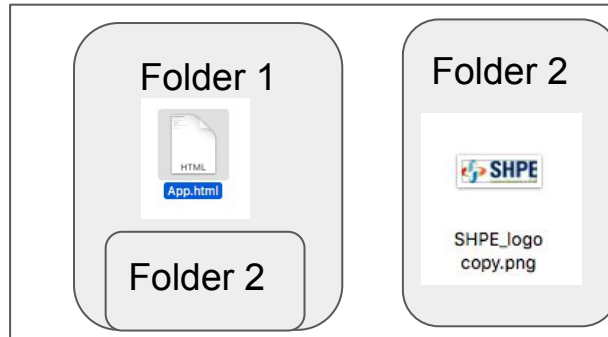 Folder 1
HTML
App.html
Folder 2
Folder 2
SHPE
SHPE_logo
copy.png